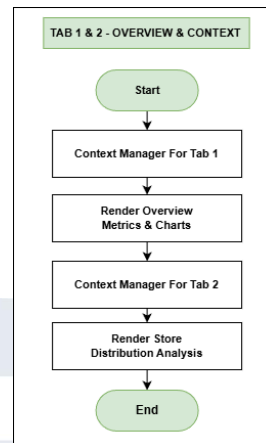 TAB 1 & 2 - OVERVIEW & CONTEXT
Start
Context Manager For Tab 1
Render Overview
Metrics & Charts
Context Manager For Tab 2
Render Store
Distribution Analysis
End